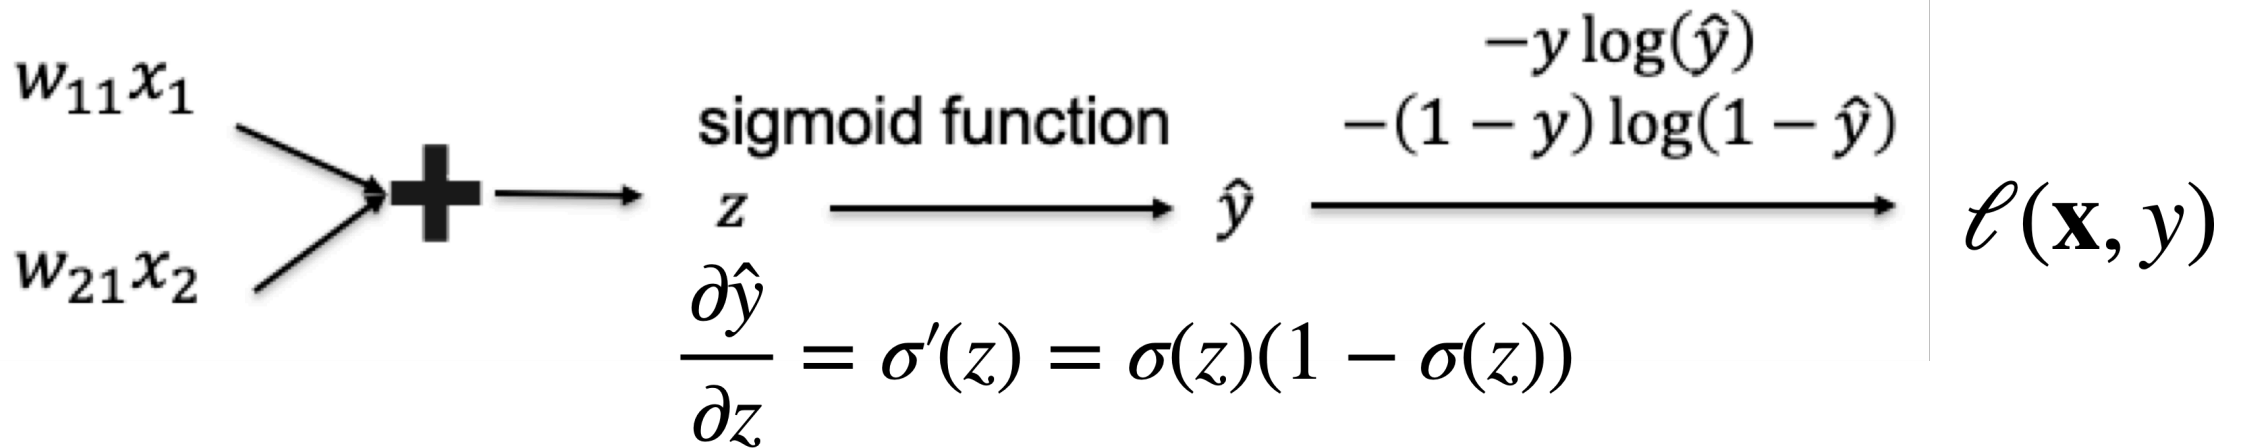 w₁₁x₁
w₂₁x₂
+
sigmoid function
z
ŷ
−y log(ŷ)
−(1 − y) log(1 − ŷ)
ℓ(𝐱, y)
∂ŷ/∂z = σ′(z) = σ(z)(1 − σ(z))